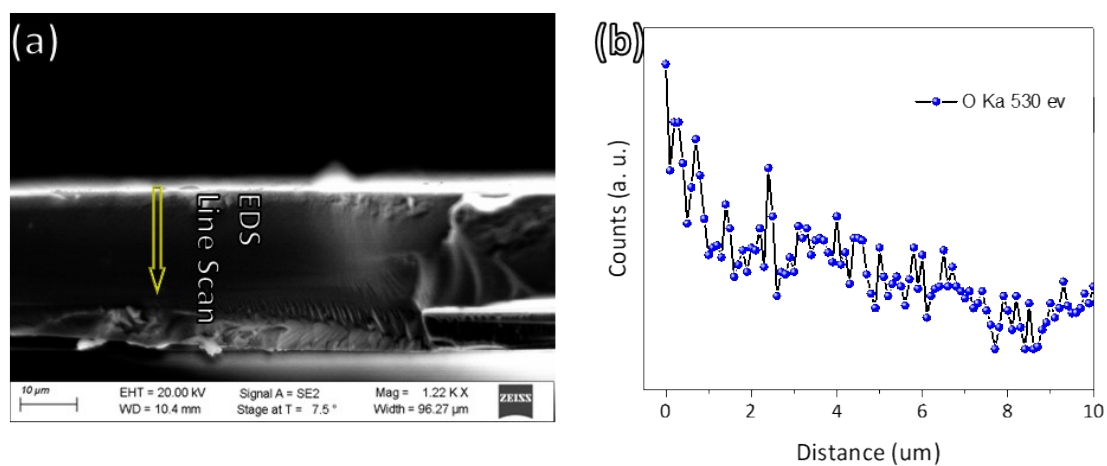 (a)
EDS
Line Scan
10 µm
EHT = 20.00 kV
WD = 10.4 mm
Signal A = SE2
Stage at T = 7.5 °
Mag = 1.22 K X
Width = 96.27 µm
ZEISS
(b)
O Ka 530 ev
Counts (a. u.)
0 2 4 6 8 10
Distance (um)